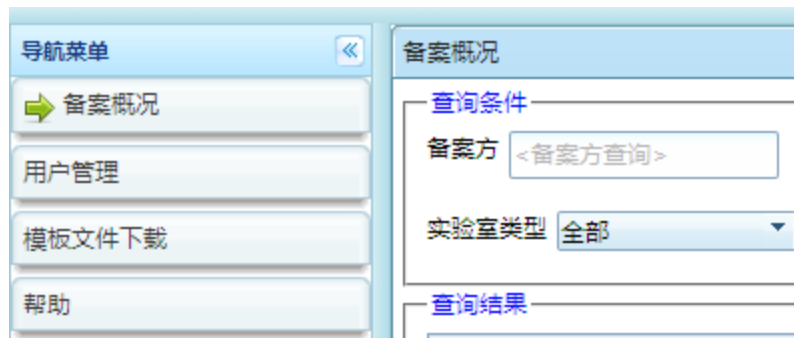 导航菜单
备案概况
用户管理
模板文件下载
帮助
备案概况
查询条件
备案方 <备案方查询>
实验室类型 全部
查询结果